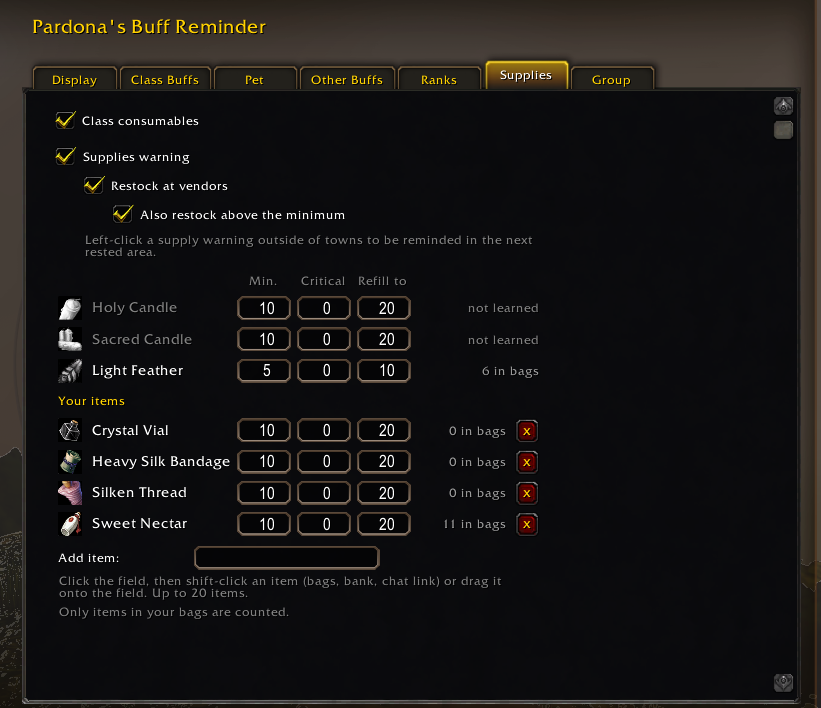 Pardona's Buff Reminder
Display Class Buffs Pet Other Buffs Ranks Supplies Group
Class consumables
Supplies warning
Restock at vendors
Also restock above the minimum
Left-click a supply warning outside of towns to be reminded in the next
rested area.
Min. Critical Refill to
Holy Candle 10 0 20 not learned
Sacred Candle 10 0 20 not learned
Light Feather 5 0 10 6 in bags
Your items
Crystal Vial 10 0 20 0 in bags x
Heavy Silk Bandage 10 0 20 0 in bags x
Silken Thread 10 0 20 0 in bags x
Sweet Nectar 10 0 20 11 in bags x
Add item:
Click the field, then shift-click an item (bags, bank, chat link) or drag it
onto the field. Up to 20 items.
Only items in your bags are counted.